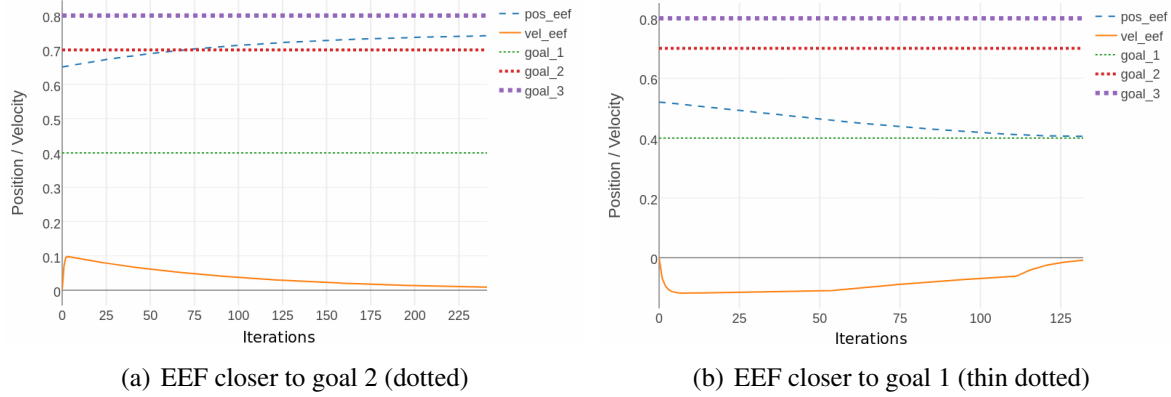 0.8
0.7
0.6
0.5
0.4
0.3
0.2
0.1
0
Position / Velocity
0 25 50 75 100 125 150 175 200 225
Iterations
pos_eef
vel_eef
goal_1
goal_2
goal_3
(a) EEF closer to goal 2 (dotted)
0.8
0.6
0.4
0.2
0
Position / Velocity
0 25 50 75 100 125
Iterations
pos_eef
vel_eef
goal_1
goal_2
goal_3
(b) EEF closer to goal 1 (thin dotted)